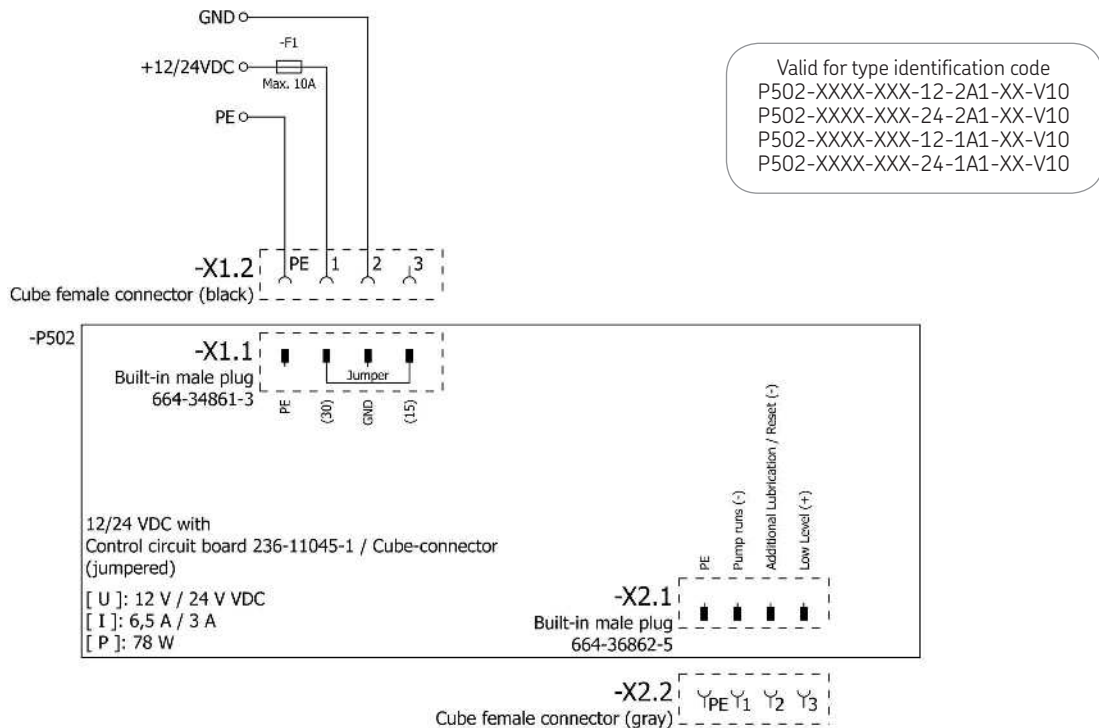 GND
-F1
+12/24VDC
Max. 10A
PE
Valid for type identification code
P502-XXXX-XXX-12-2A1-XX-V10
P502-XXXX-XXX-24-2A1-XX-V10
P502-XXXX-XXX-12-1A1-XX-V10
P502-XXXX-XXX-24-1A1-XX-V10
-X1.2
PE 1 2 3
Cube female connector (black)
-P502
-X1.1
Jumper
Built-in male plug
664-34861-3
PE (30) GND (15)
12/24 VDC with
Control circuit board 236-11045-1 / Cube-connector
(jumpered)
[ U ]: 12 V / 24 V VDC
[ I ]: 6,5 A / 3 A
[ P ]: 78 W
PE
Pump runs (-)
Additional Lubrication / Reset (-)
Low Level (+)
-X2.1
Built-in male plug
664-36862-5
-X2.2
PE 1 2 3
Cube female connector (gray)